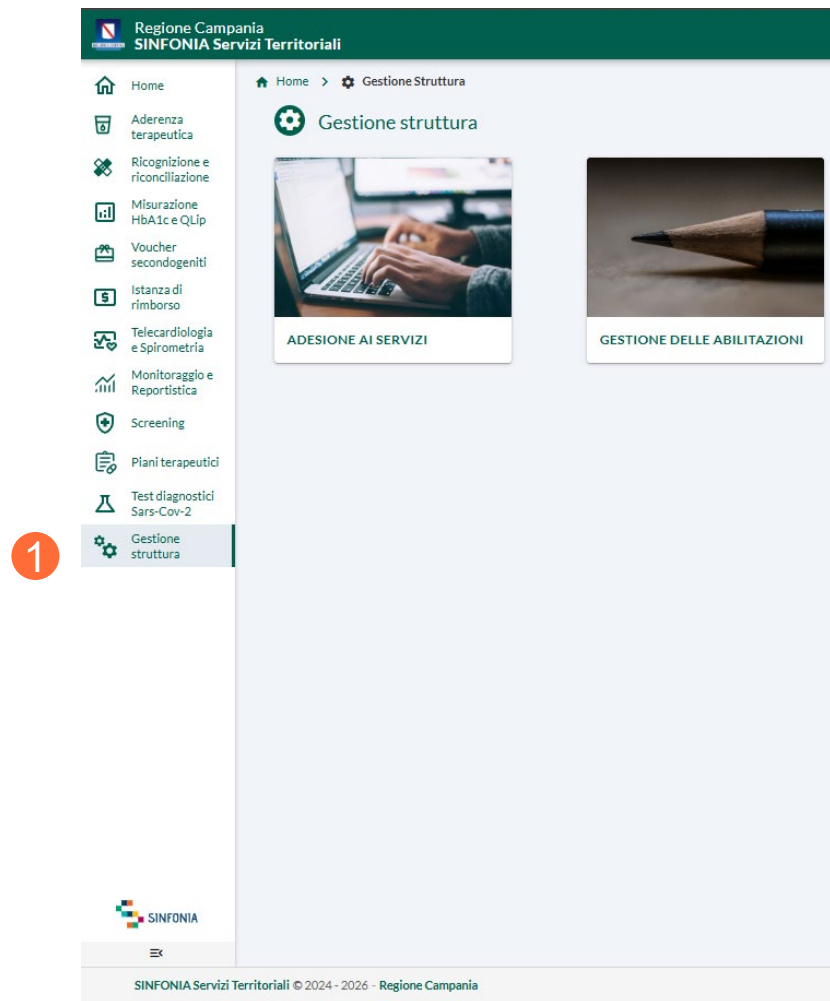 Regione Campania
SINFONIA Servizi Territoriali
Home
Aderenza
terapeutica
Ricognizione e
riconciliazione
Misurazione
HbA1c e QLip
Voucher
secondogeniti
Istanza di
rimborso
Telecardiologia
e Spirometria
Monitoraggio e
Reportistica
Screening
Piani terapeutici
Test diagnostici
Sars-Cov-2
1
Gestione
struttura
Home > Gestione Struttura
Gestione struttura
ADESIONE AI SERVIZI
GESTIONE DELLE ABILITAZIONI
SINFONIA
SINFONIA Servizi Territoriali © 2024 - 2026 - Regione Campania